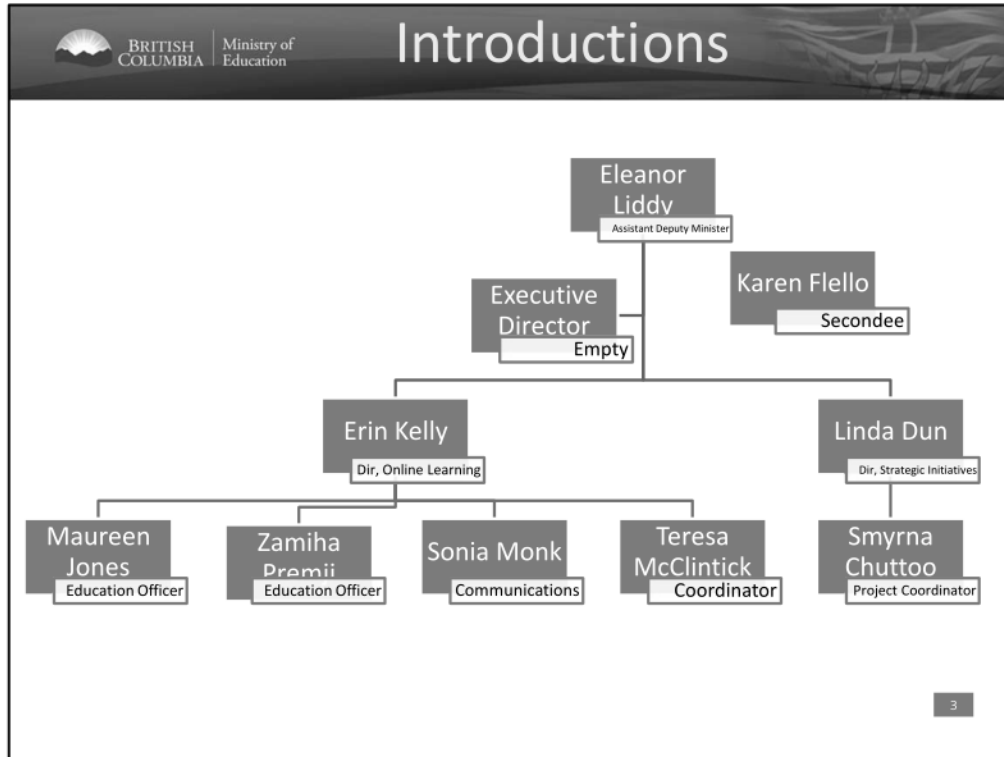 BRITISH
COLUMBIA
Ministry of
Education
Introductions
Eleanor
Liddy
Assistant Deputy Minister
Karen Flello
Secondee
Executive
Director
Empty
Erin Kelly
Dir, Online Learning
Linda Dun
Dir, Strategic Initiatives
Maureen
Jones
Education Officer
Zamiha
Premji
Education Officer
Sonia Monk
Communications
Teresa
McClintick
Coordinator
Smyrna
Chuttoo
Project Coordinator
3